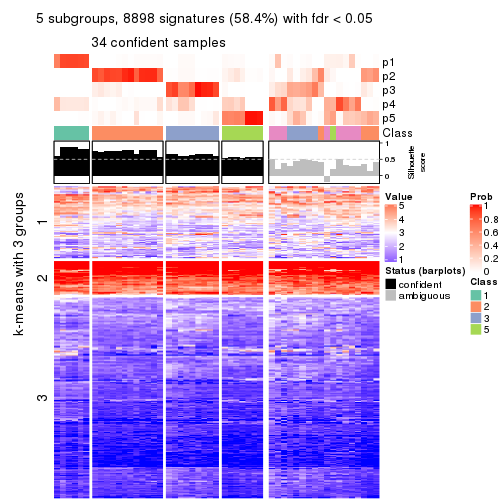 5 subgroups, 8898 signatures (58.4%) with fdr < 0.05
34 confident samples
p1
p2
p3
p4
p5
Class
1
0.5
0
Silhouette
score
k-means with 3 groups
1
2
3
Value
5
4
3
2
1
Status (barplots)
confident
ambiguous
Prob
1
0.8
0.6
0.4
0.2
0
Class
1
2
3
5